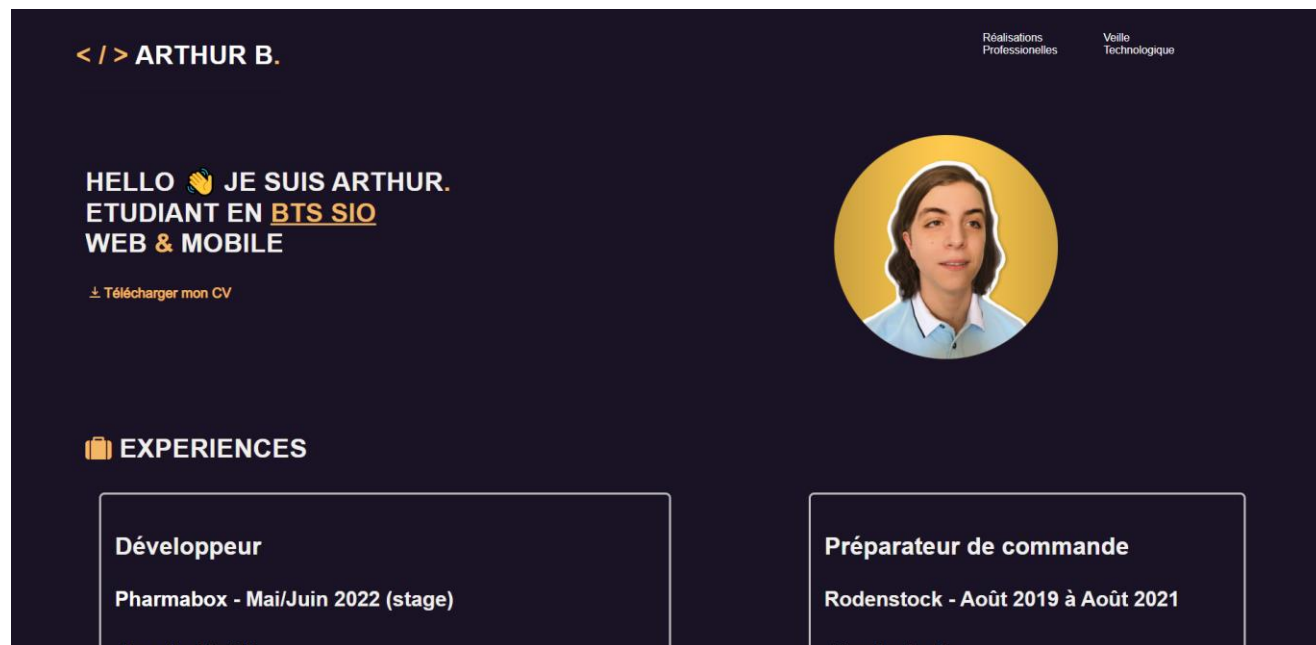 </> ARTHUR B.
Réalisations
Professionelles
Veille
Technologique
HELLO 👋 JE SUIS ARTHUR.
ETUDIANT EN BTS SIO
WEB & MOBILE
Télécharger mon CV
EXPERIENCES
Développeur
Pharmabox - Mai/Juin 2022 (stage)
Préparateur de commande
Rodenstock - Août 2019 à Août 2021